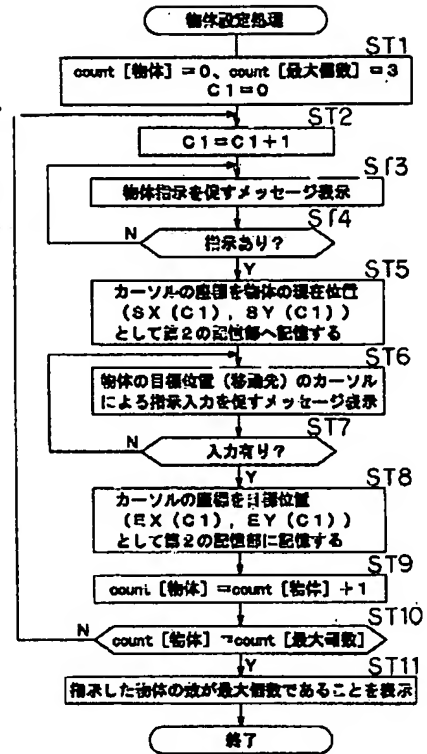 物体設定処理
ST1
count [物体] =0、count [最大個数] =3
C1=0
ST2
C1=C1+1
ST3
物体指示を促すメッセージ表示
ST4
N
指示あり?
Y
ST5
カーソルの座標を物体の現在位置
(SX (C1), SY (C1))
として第2の記憶部へ記憶する
ST6
物体の目標位置(移動先)のカーソル
による指示入力を促すメッセージ表示
ST7
N
入力有り?
Y
ST8
カーソルの座標を目標位置
(EX (C1), EY (C1))
として第2の記憶部に記憶する
ST9
count [物体] =count [物体] +1
ST10
N
count [物体] =count [最大個数]
Y
ST11
指示した物体の数が最大個数であることを表示
終了